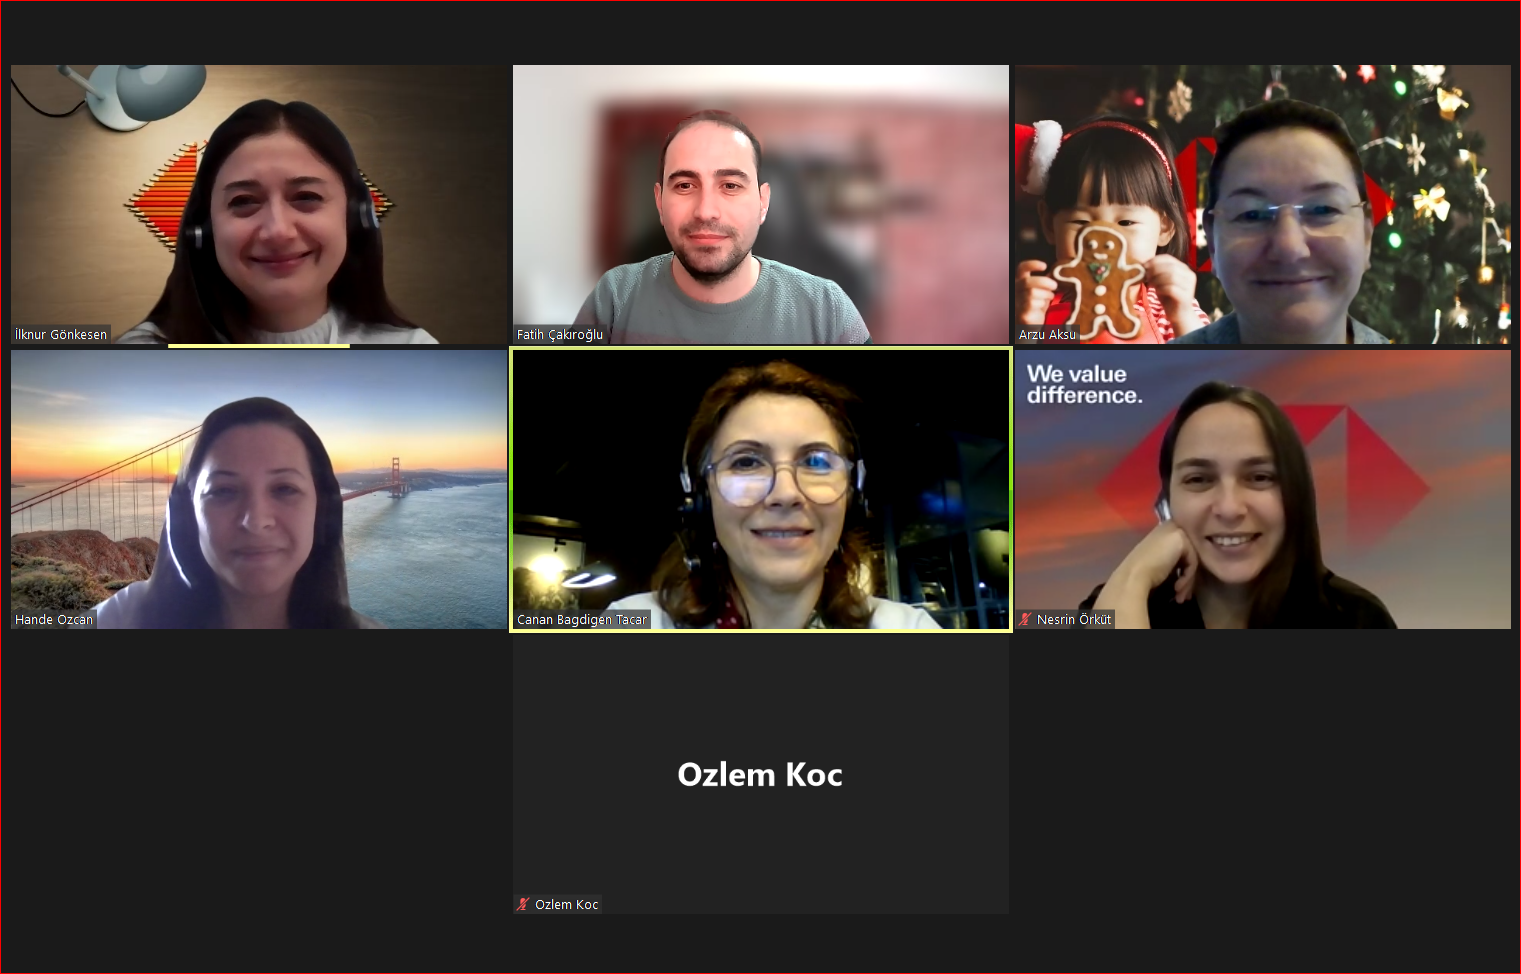 İlknur Gönkesen
Fatih Çakıroğlu
Arzu Aksu
We value
difference.
Hande Ozcan
Canan Bagdigen Tacar
Nesrin Örküt
Ozlem Koc
Ozlem Koc